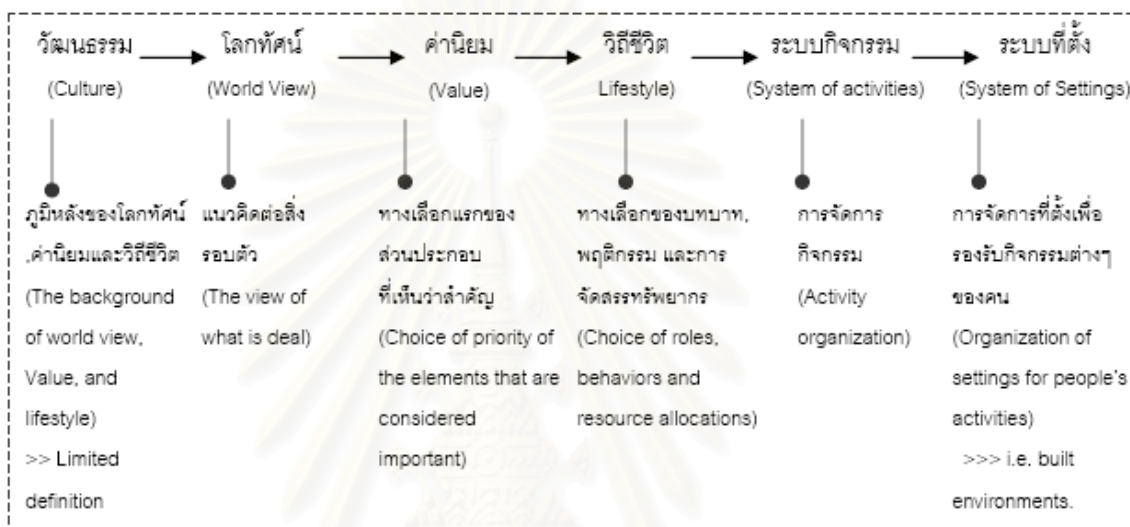 วัฒนธรรม
(Culture)
โลกทัศน์
(World View)
ค่านิยม
(Value)
วิถีชีวิต
Lifestyle)
ระบบกิจกรรม
(System of activities)
ระบบที่ตั้ง
(System of Settings)
ภูมิหลังของโลกทัศน์
,ค่านิยมและวิถีชีวิต
(The background
of world view,
Value, and
lifestyle)
>> Limited
definition
แนวคิดต่อสิ่ง
รอบตัว
(The view of
what is deal)
ทางเลือกแรกของ
ส่วนประกอบ
ที่เห็นว่าสำคัญ
(Choice of priority of
the elements that are
considered
important)
ทางเลือกของบทบาท,
พฤติกรรม และการ
จัดสรรทรัพยากร
(Choice of roles,
behaviors and
resource allocations)
การจัดการ
กิจกรรม
(Activity
organization)
การจัดการที่ตั้งเพื่อ
รองรับกิจกรรมต่างๆ
ของคน
(Organization of
settings for people's
activities)
>>> i.e. built
environments.